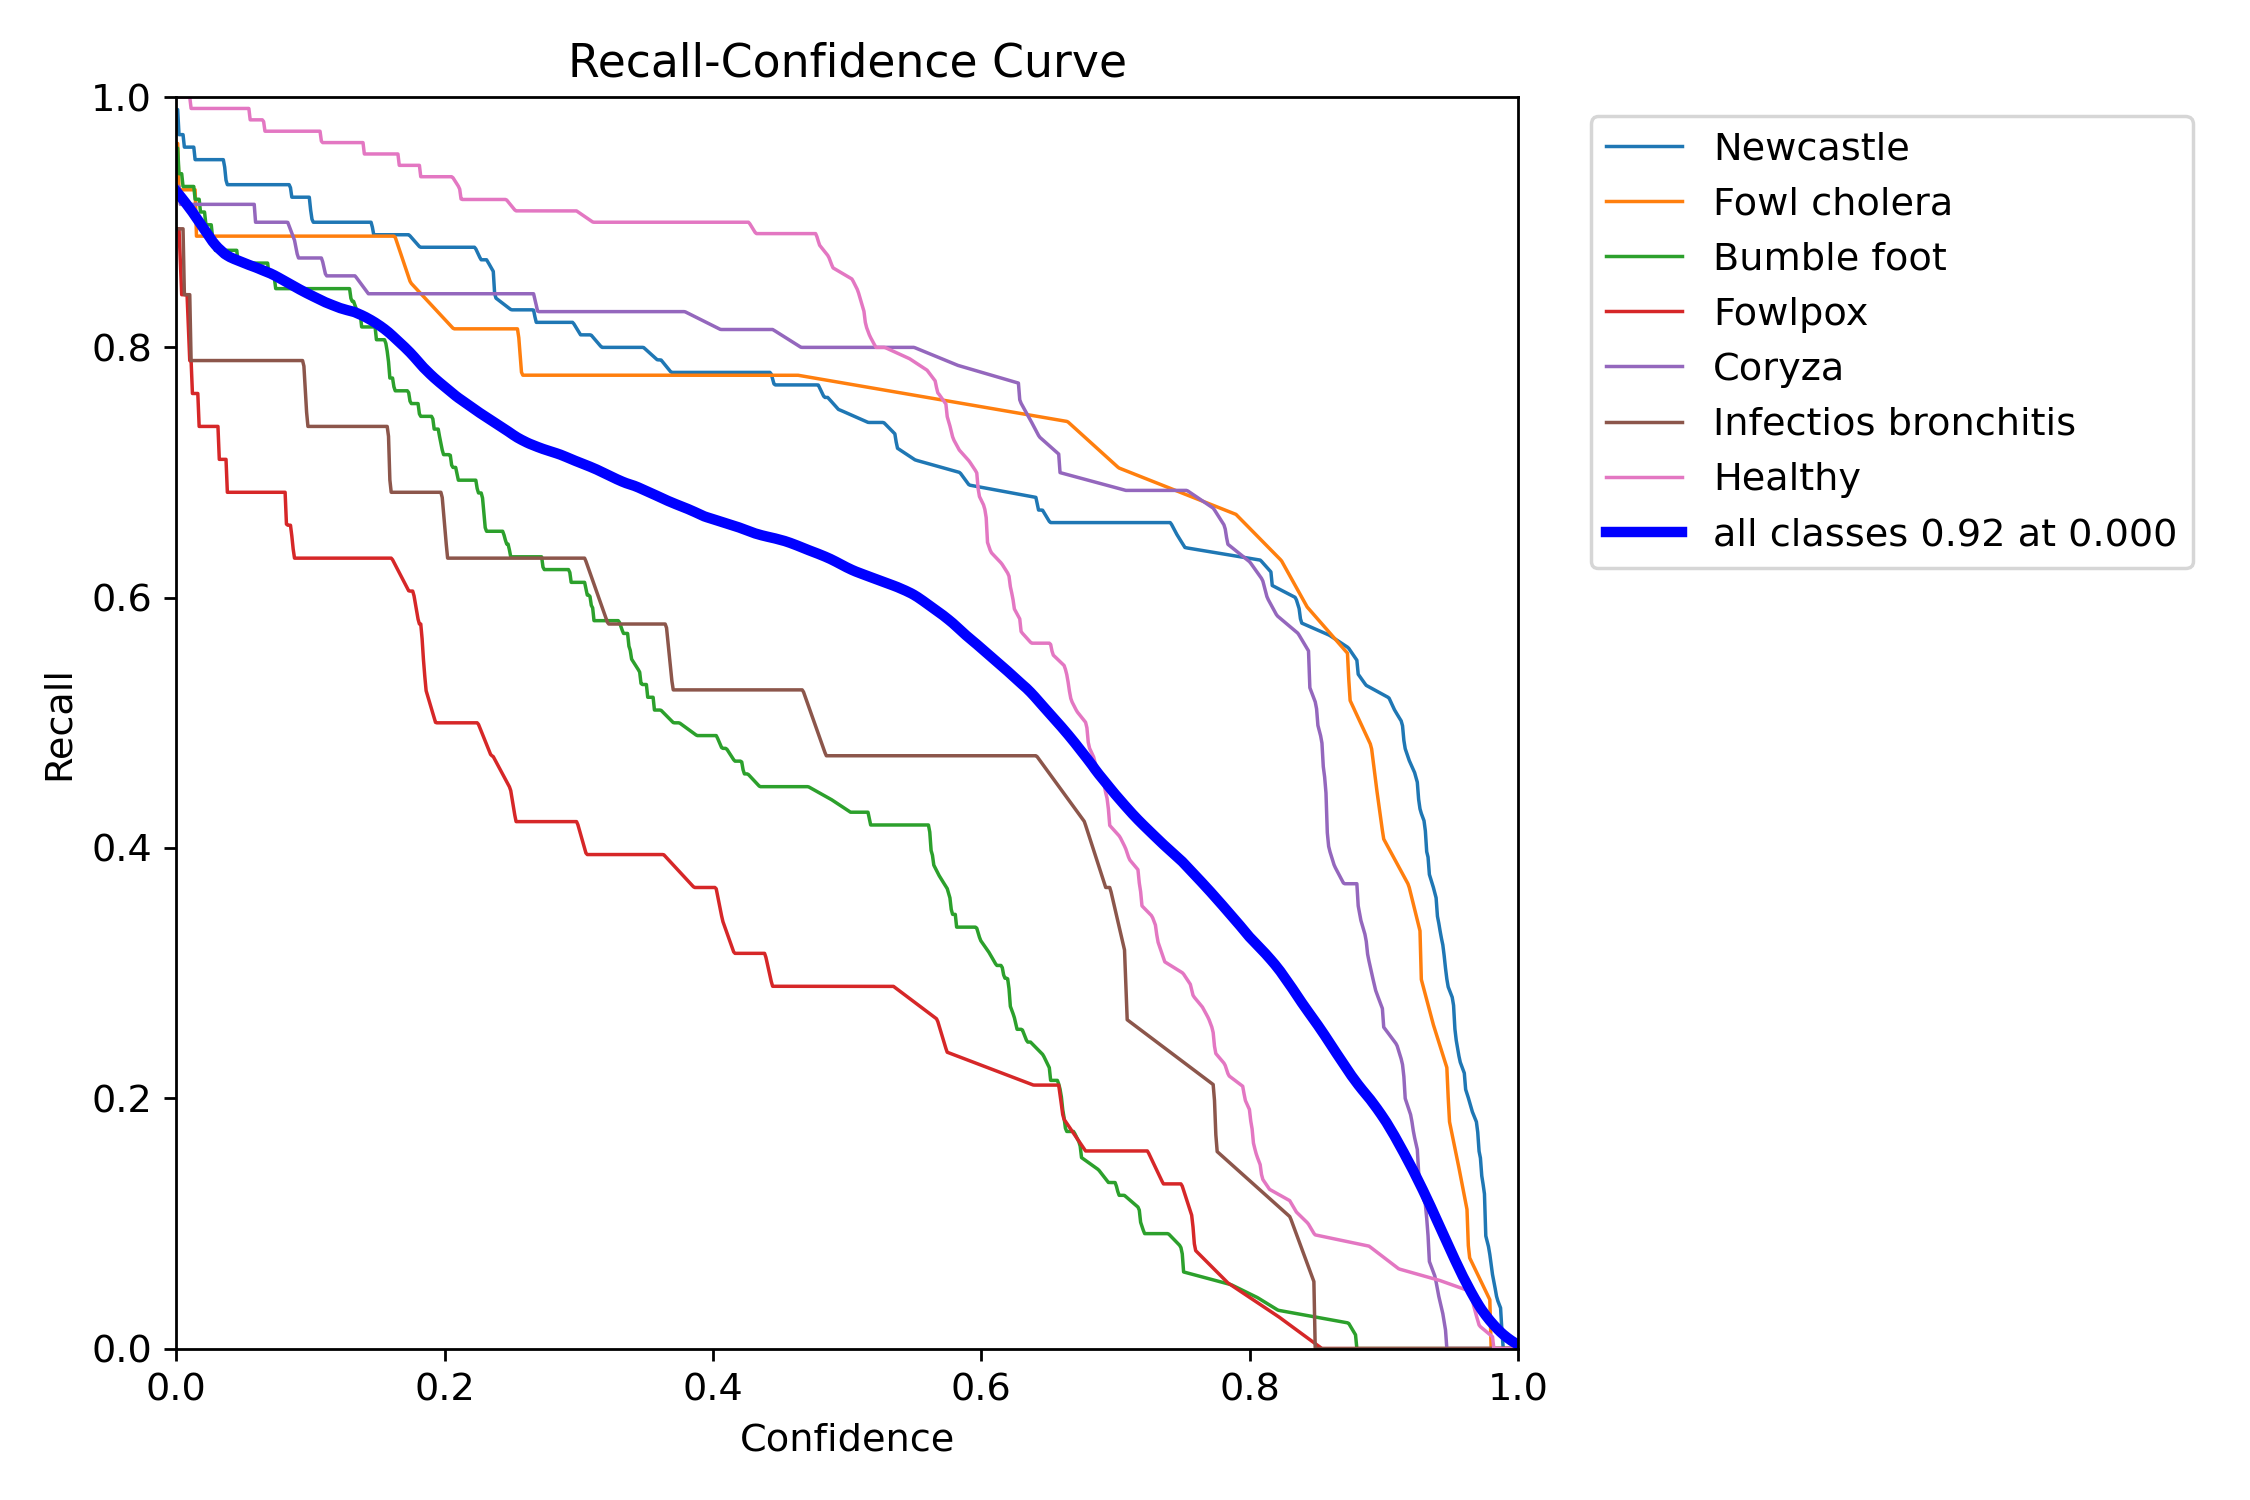 Recall-Confidence Curve
1.0
0.8
0.6
0.4
0.2
0.0
Recall
0.0 0.2 0.4 0.6 0.8 1.0
Confidence
Newcastle
Fowl cholera
Bumble foot
Fowlpox
Coryza
Infectios bronchitis
Healthy
all classes 0.92 at 0.000